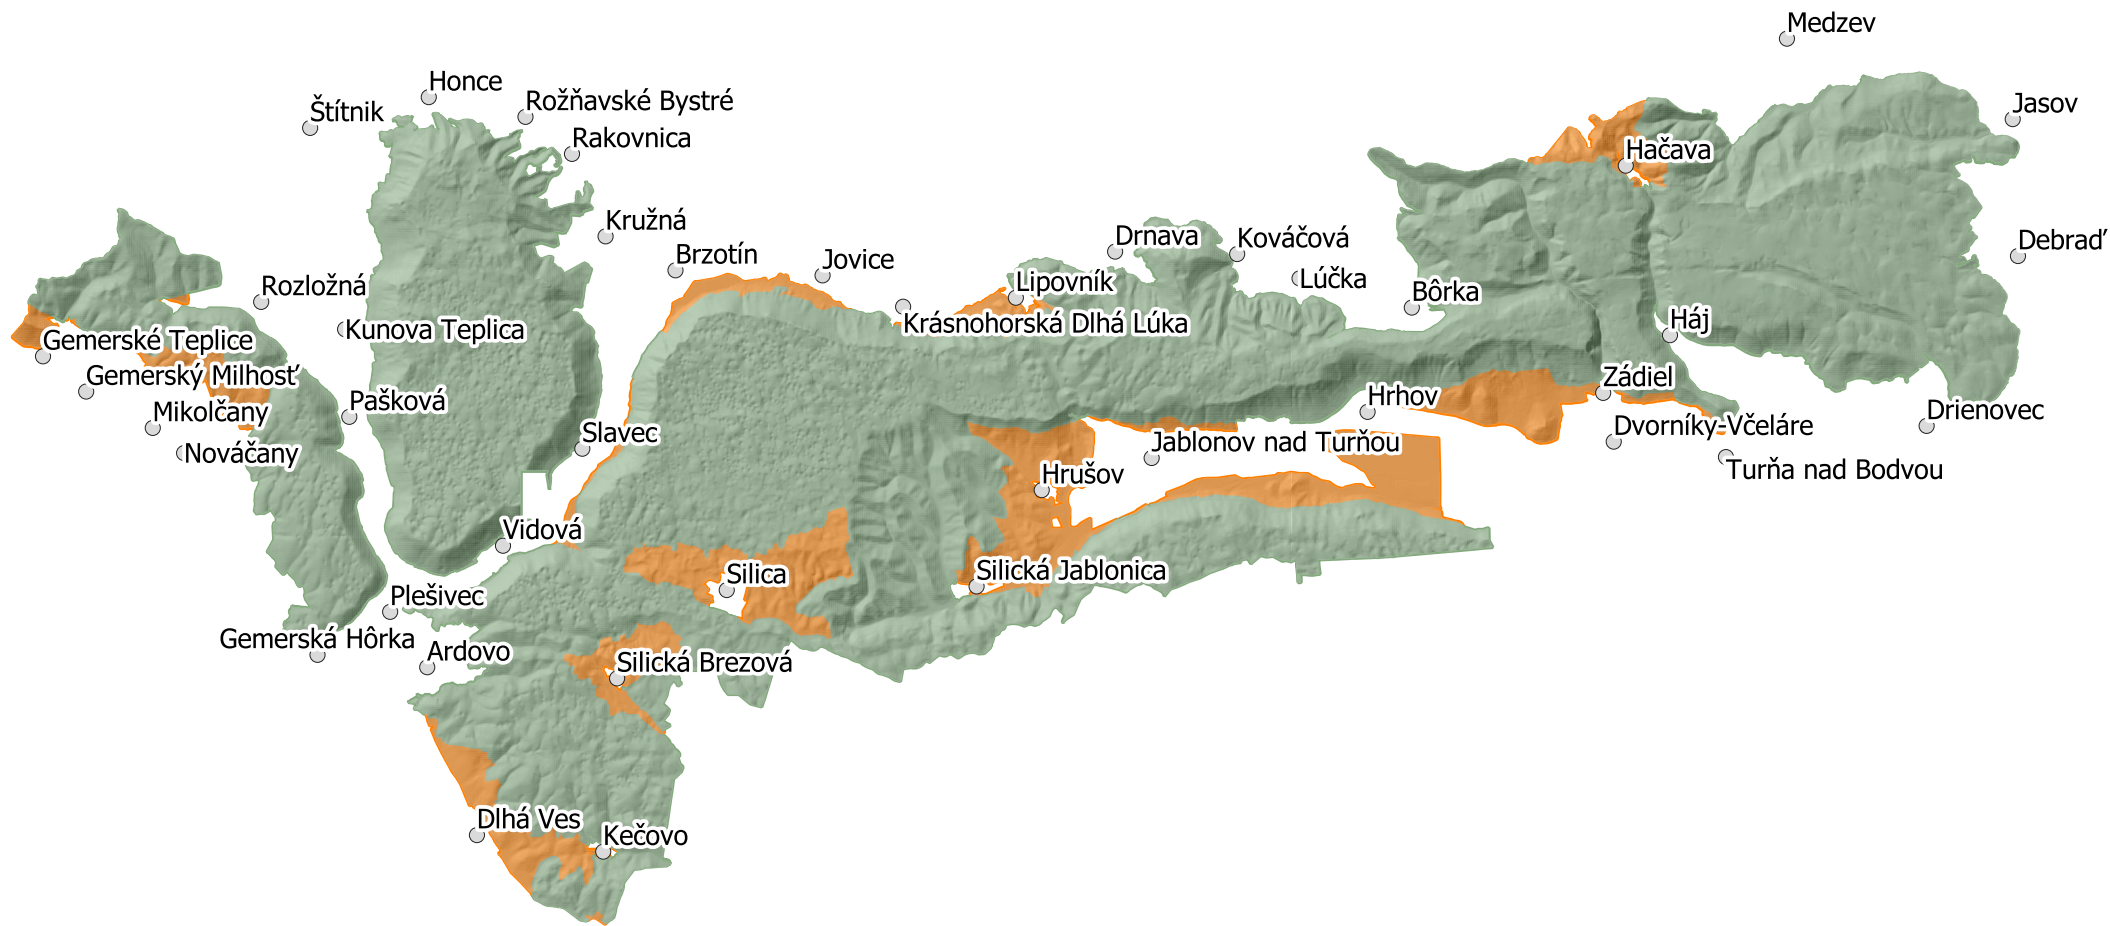 Medzev
Honce
Štítnik
Rožňavské Bystré
Jasov
Rakovnica
Hačava
Kružná
Drnava
Kováčová
Debraď
Brzotín
Jovice
Lúčka
Lipovník
Rozložná
Bôrka
Krásnohorská Dlhá Lúka
Háj
Kunova Teplica
Gemerské Teplice
Gemerský Milhosť
Zádiel
Hrhov
Pašková
Mikolčany
Drienovec
Dvorníky-Včeláre
Slavec
Jablonov nad Turňou
Nováčany
Turňa nad Bodvou
Hrušov
Vidová
Silica
Silická Jablonica
Plešivec
Gemerská Hôrka
Ardovo
Silická Brezová
Dlhá Ves
Kečovo